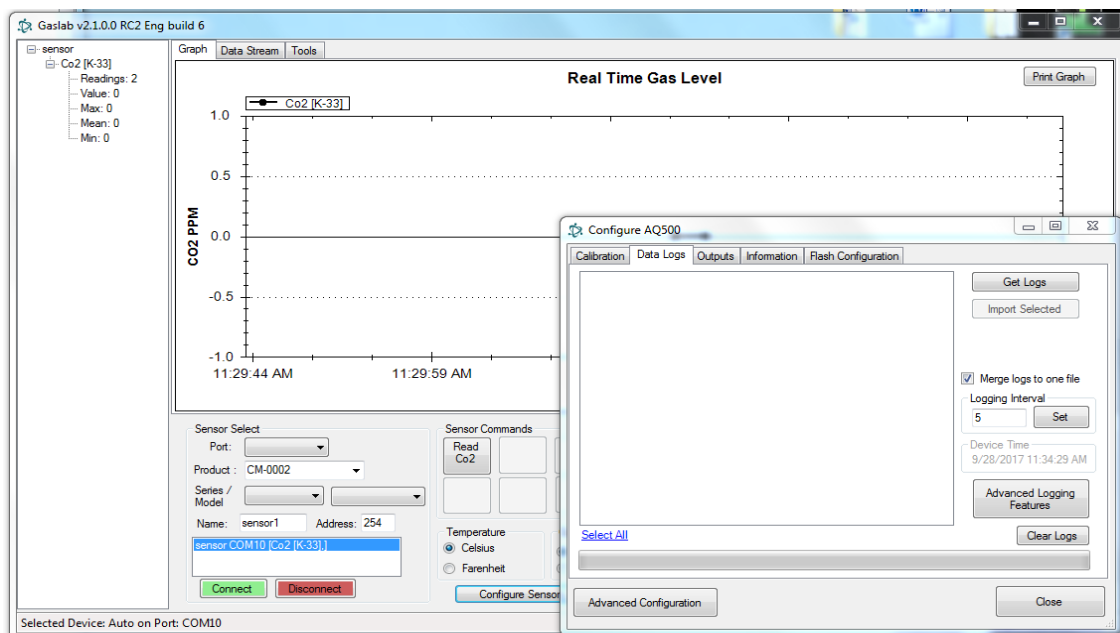 Gaslab v2.1.0.0 RC2 Eng build 6
sensor
Co2 [K-33]
Readings: 2
Value: 0
Max: 0
Mean: 0
Min: 0
Graph
Data Stream
Tools
Real Time Gas Level
Print Graph
Co2 [K-33]
CO2 PPM
1.0
0.5
0.0
-0.5
-1.0
11:29:44 AM
11:29:59 AM
Sensor Select
Port:
Product :
CM-0002
Series /
Model
Name:
sensor1
Address:
254
sensor COM10 [Co2 [K-33],]
Connect
Disconnect
Sensor Commands
Read
Co2
Temperature
Celsius
Farenheit
Configure Sensor
Selected Device: Auto on Port: COM10
Configure AQ500
Calibration
Data Logs
Outputs
Information
Flash Configuration
Get Logs
Import Selected
Merge logs to one file
Logging Interval
5
Set
Device Time
9/28/2017 11:34:29 AM
Advanced Logging
Features
Select All
Clear Logs
Advanced Configuration
Close